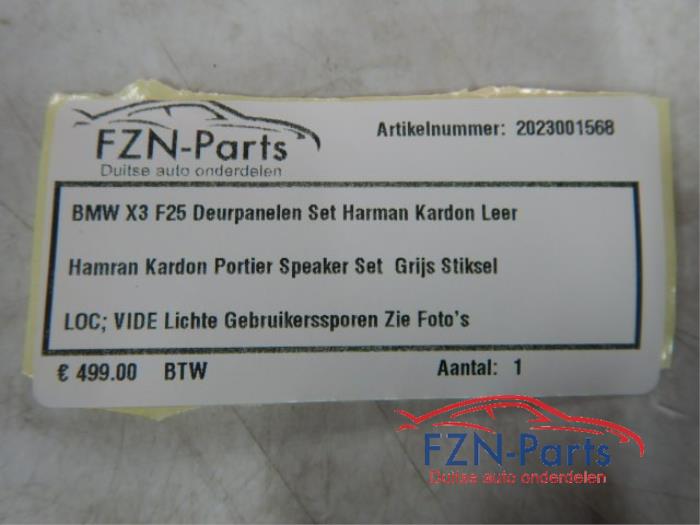 FZN-Parts
Duitse auto onderdelen
Artikelnummer: 2023001568
BMW X3 F25 Deurpanelen Set Harman Kardon Leer
Hamran Kardon Portier Speaker Set Grijs Stiksel
LOC; VIDE Lichte Gebruikerssporen Zie Foto's
€ 499.00 BTW
Aantal: 1
FZN-Parts
Duitse auto onderdelen